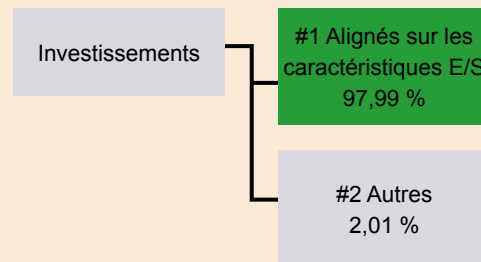 Investissements
#1 Alignés sur les
caractéristiques E/S
97,99 %
#2 Autres
2,01 %